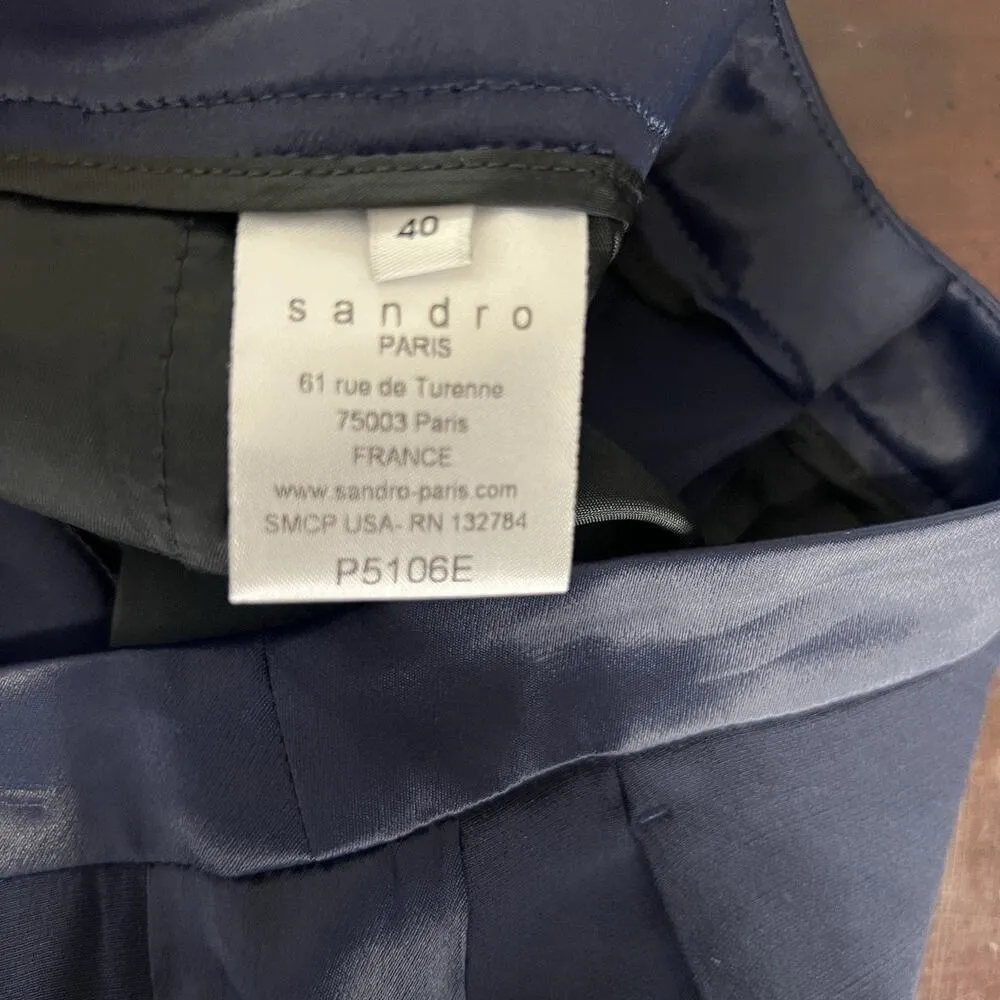 40
sandro
PARIS
61 rue de Turenne
75003 Paris
FRANCE
www.sandro-paris.com
SMCP USA- RN 132784
P5106E